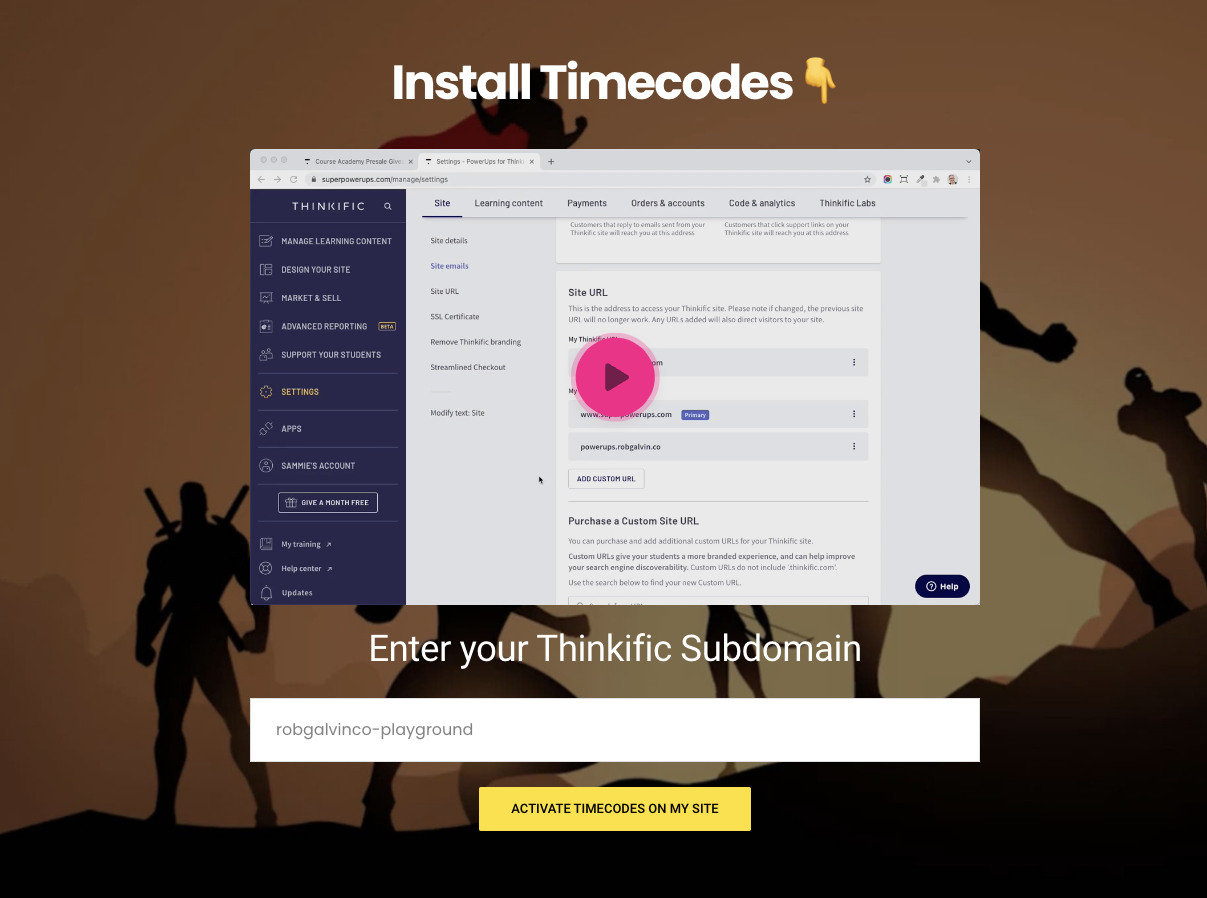 Install Timecodes👇
Course Academy Presale Give
Settings - PowerUps for Think
superpowerups.com/manage/settings
THINKIFIC
Site
Learning content
Payments
Orders & accounts
Code & analytics
Thinkific Labs
MANAGE LEARNING CONTENT
DESIGN YOUR SITE
MARKET & SELL
ADVANCED REPORTING
BETA
SUPPORT YOUR STUDENTS
SETTINGS
APPS
SAMMIE'S ACCOUNT
GIVE A MONTH FREE
My training
Help center
Updates
Site details
Site emails
Site URL
SSL Certificate
Remove Thinkific branding
Streamlined Checkout
Modify text: Site
Customers that reply to emails sent from your
Thinkific site will reach you at this address
Customers that click support links on your
Thinkific site will reach you at this address
Site URL
This is the address to access your Thinkific site. Please note if changed, the previous site
URL will no longer work. Any URLs added will also direct visitors to your site.
My Thinkific
om
My
www.superpowerups.com
Primary
powerups.robgalvin.co
ADD CUSTOM URL
Purchase a Custom Site URL
You can purchase and add additional custom URLs for your Thinkific site.
Custom URLs give your students a more branded experience, and can help improve
your search engine discoverability. Custom URLs do not include '.thinkific.com'.
Use the search below to find your new Custom URL.
Help
Enter your Thinkific Subdomain
robgalvinco-playground
ACTIVATE TIMECODES ON MY SITE